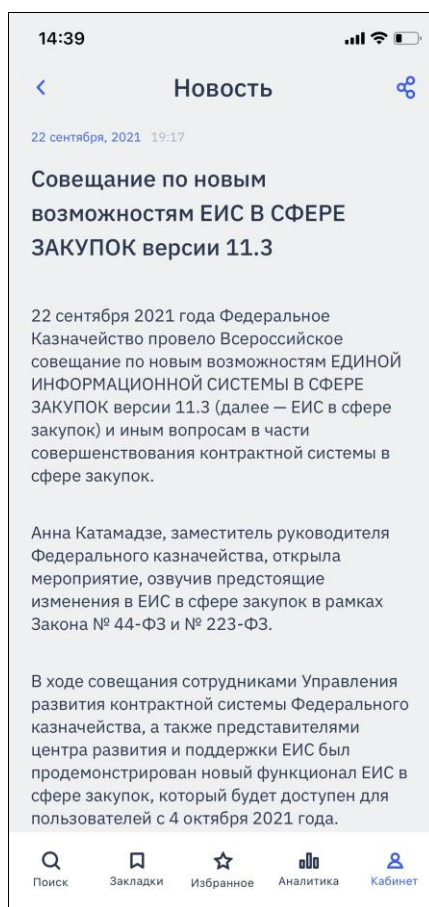 14:39
Новость
22 сентября, 2021 19:17
Совещание по новым
возможностям ЕИС В СФЕРЕ
ЗАКУПОК версии 11.3
22 сентября 2021 года Федеральное
Казначейство провело Всероссийское
совещание по новым возможностям ЕДИНОЙ
ИНФОРМАЦИОННОЙ СИСТЕМЫ В СФЕРЕ
ЗАКУПОК версии 11.3 (далее — ЕИС в сфере
закупок) и иным вопросам в части
совершенствования контрактной системы в
сфере закупок.
Анна Катамадзе, заместитель руководителя
Федерального казначейства, открыла
мероприятие, озвучив предстоящие
изменения в ЕИС в сфере закупок в рамках
Закона № 44-ФЗ и № 223-ФЗ.
В ходе совещания сотрудниками Управления
развития контрактной системы Федерального
казначейства, а также представителями
центра развития и поддержки ЕИС был
продемонстрирован новый функционал ЕИС в
сфере закупок, который будет доступен для
пользователей с 4 октября 2021 года.
Поиск Закладки Избранное Аналитика Кабинет